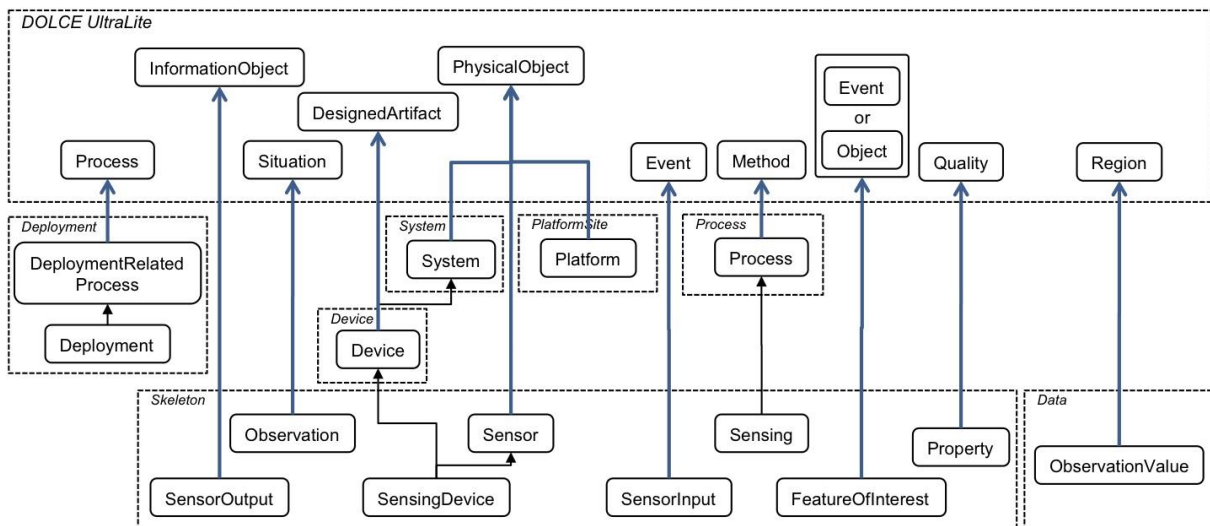 DOLCE UltraLite
InformationObject
PhysicalObject
DesignedArtifact
Event
or
Object
Process
Situation
Event
Method
Quality
Region
Deployment
System
PlatformSite
Process
DeploymentRelated
Process
System
Platform
Process
Deployment
Device
Device
Skeleton
Data
Observation
Sensor
Sensing
Property
ObservationValue
SensorOutput
SensingDevice
SensorInput
FeatureOfInterest